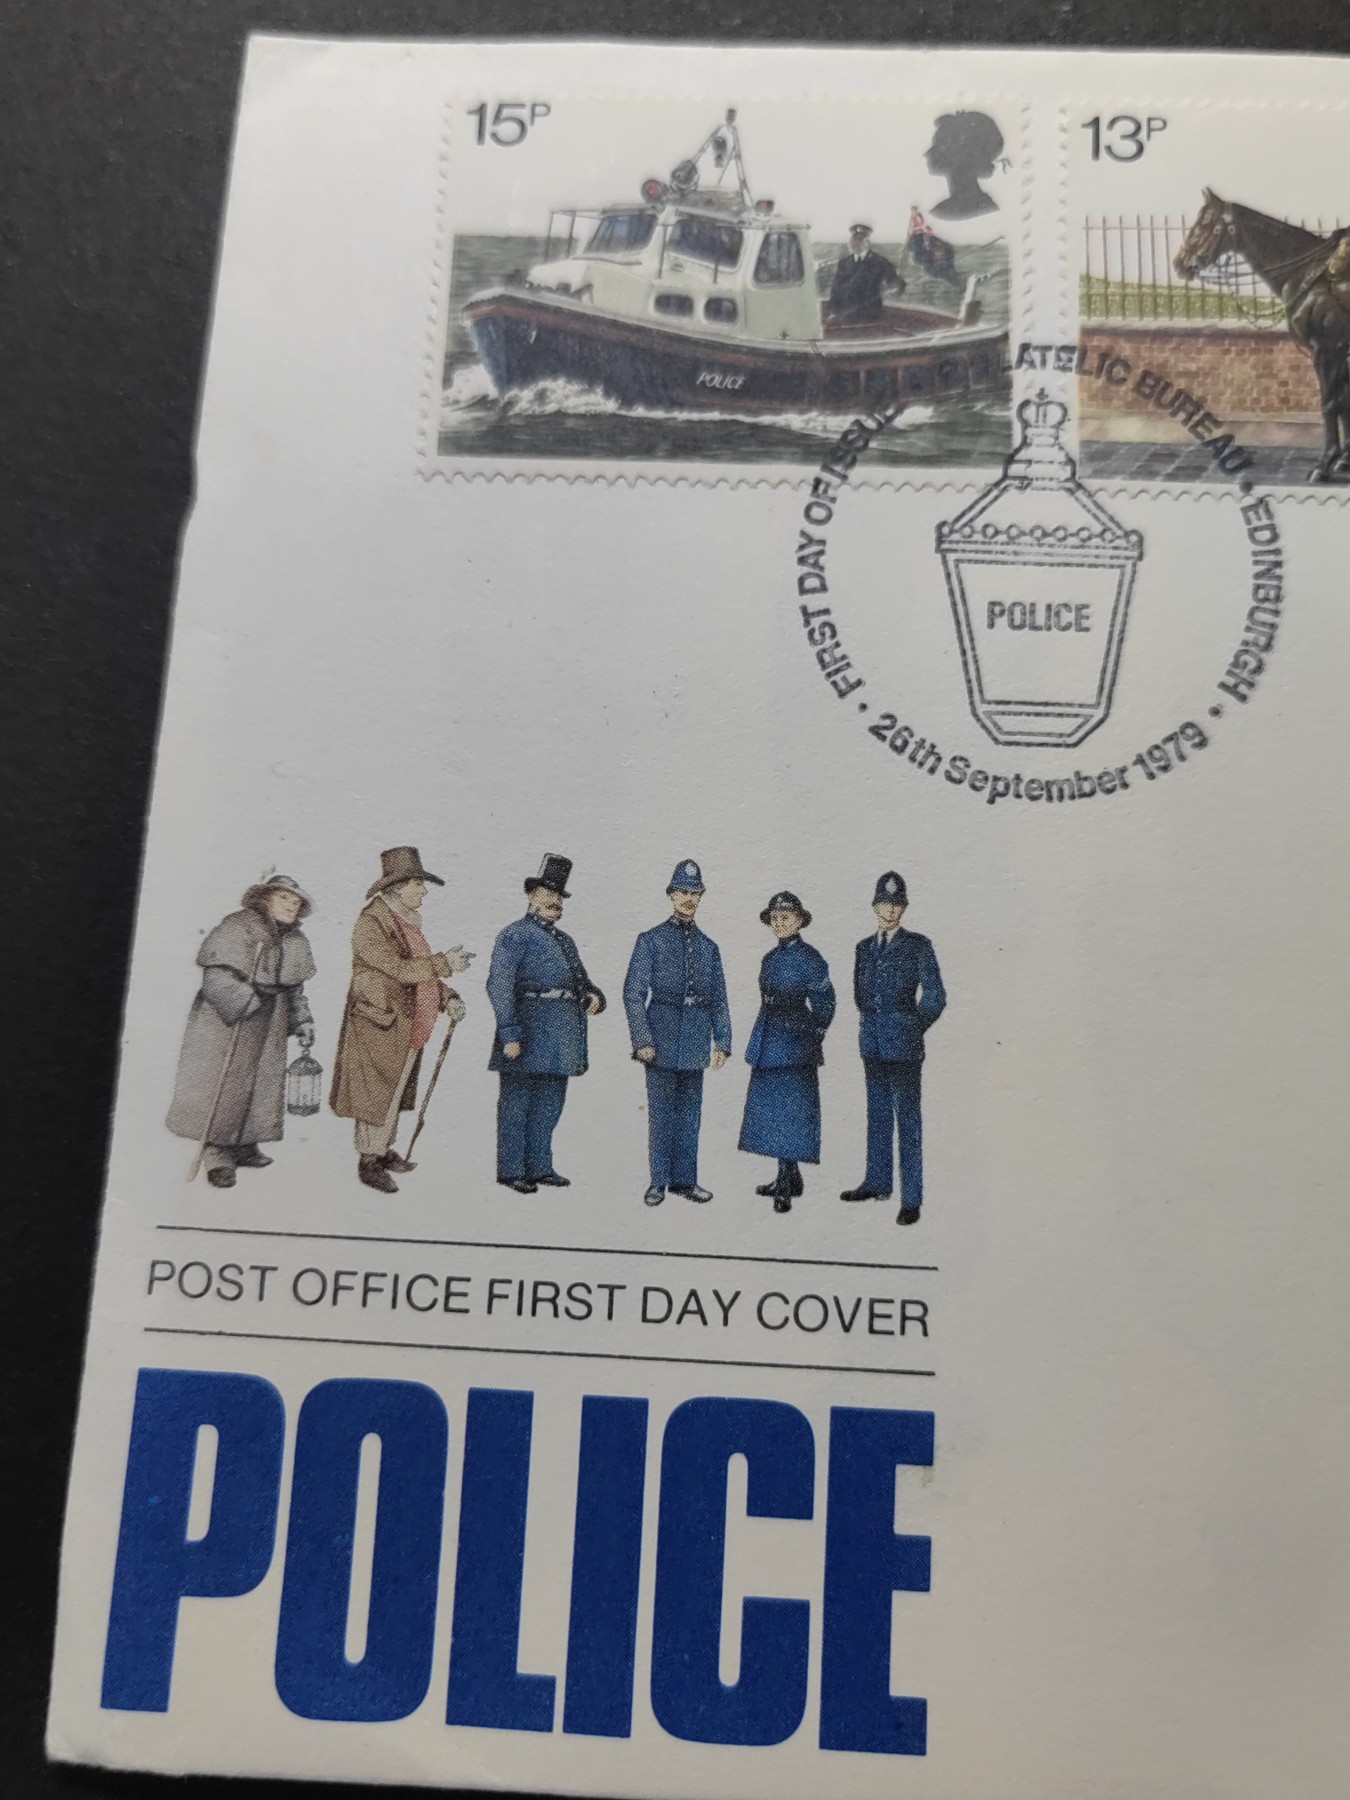 15P
13P
POLICE
FIRST DAY OF ISSUE
ATELIC BUREAU • EDINBURGH
POLICE
• 26th September 1979 •
POST OFFICE FIRST DAY COVER
POLICE